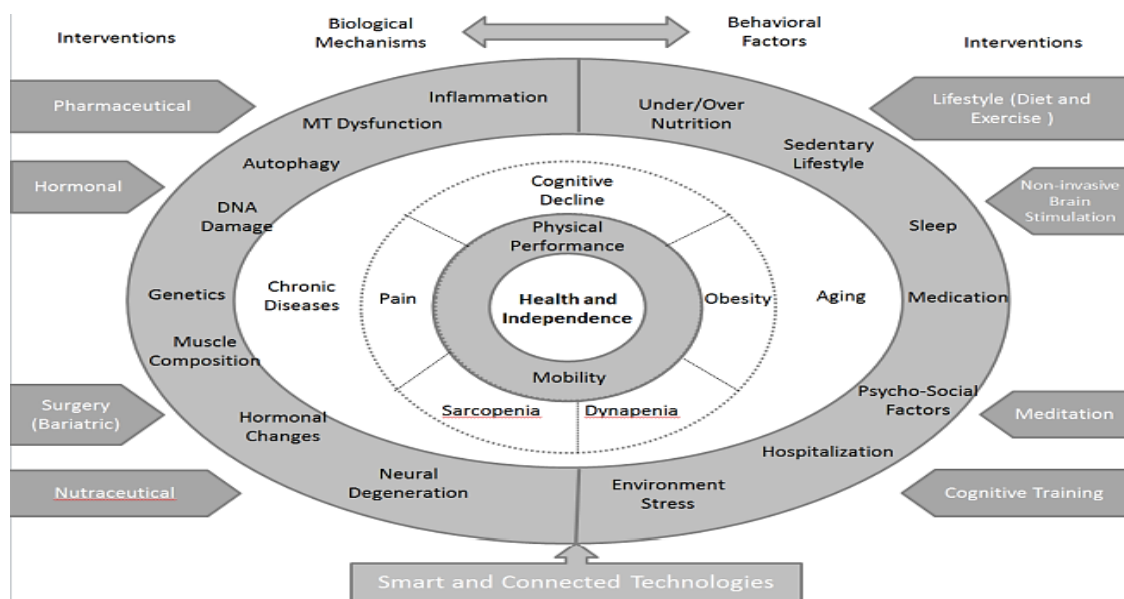 Interventions
Biological
Mechanisms
Behavioral
Factors
Interventions
Pharmaceutical
Hormonal
Surgery
(Bariatric)
Nutraceutical
Inflammation
MT Dysfunction
Autophagy
DNA
Damage
Genetics
Muscle
Composition
Hormonal
Changes
Neural
Degeneration
Under/Over
Nutrition
Sedentary
Lifestyle
Sleep
Medication
Psycho-Social
Factors
Hospitalization
Environment
Stress
Chronic
Diseases
Aging
Cognitive
Decline
Pain
Obesity
Sarcopenia
Dynapenia
Physical
Performance
Health and
Independence
Mobility
Lifestyle (Diet and
Exercise )
Non-invasive
Brain
Stimulation
Meditation
Cognitive Training
Smart and Connected Technologies